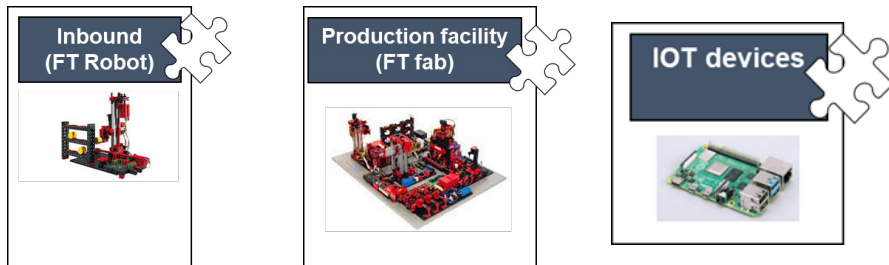 Inbound
(FT Robot)
Production facility
(FT fab)
IOT devices